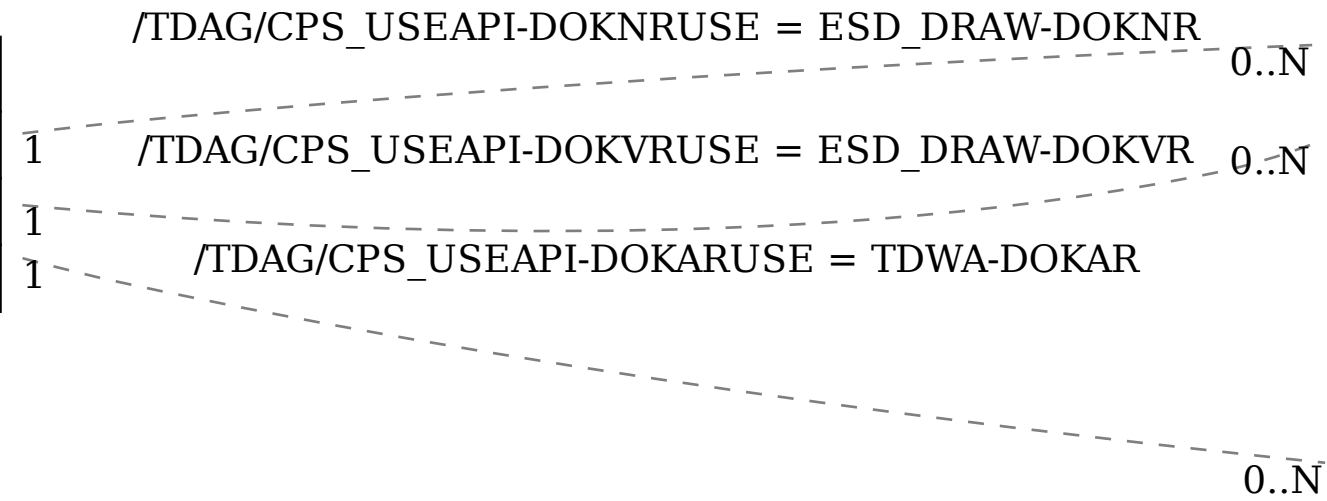 /TDAG/CPS_USEAPI-DOKNRUSE = ESD_DRAW-DOKNR
0..N
1
/TDAG/CPS_USEAPI-DOKVRUSE = ESD_DRAW-DOKVR
0..N
1
/TDAG/CPS_USEAPI-DOKARUSE = TDWA-DOKAR
1
0..N